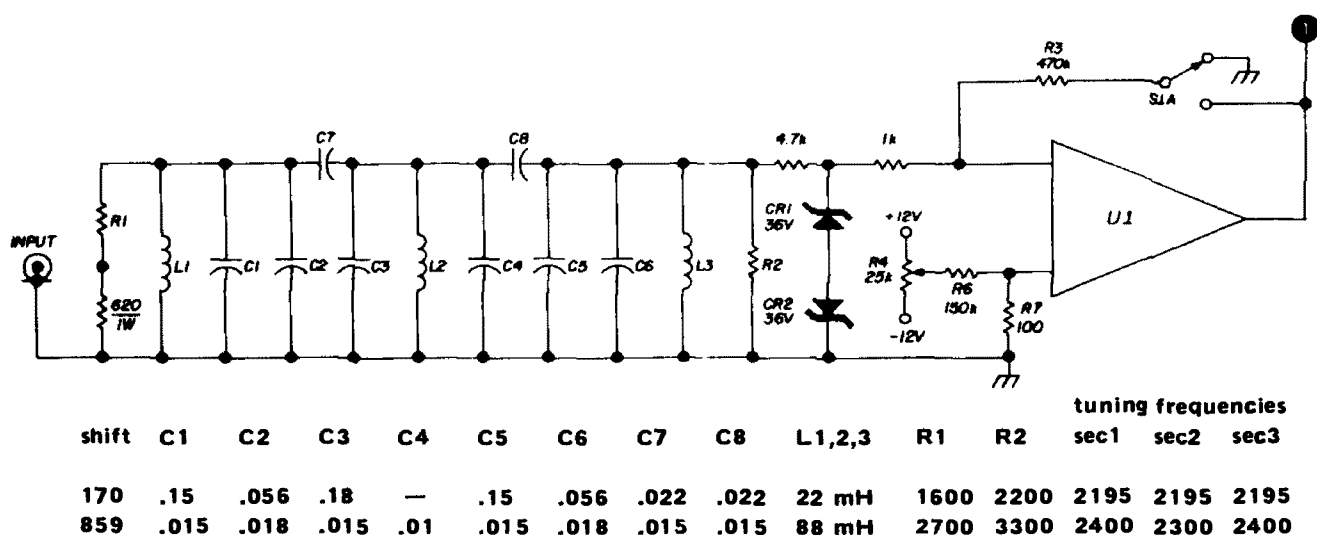 1
R3
470k
S1A
C7
C8
4.7k
1k
R1
INPUT
620
1W
L1
C1
C2
C3
L2
C4
C5
C6
L3
R2
CR1
36V
CR2
36V
+12V
R4
25k
-12V
R6
150k
R7
100
U1
tuning frequencies
shift C1 C2 C3 C4 C5 C6 C7 C8 L1,2,3 R1 R2 sec1 sec2 sec3
170 .15 .056 .18 — .15 .056 .022 .022 22 mH 1600 2200 2195 2195 2195
859 .015 .018 .015 .01 .015 .018 .015 .015 88 mH 2700 3300 2400 2300 2400